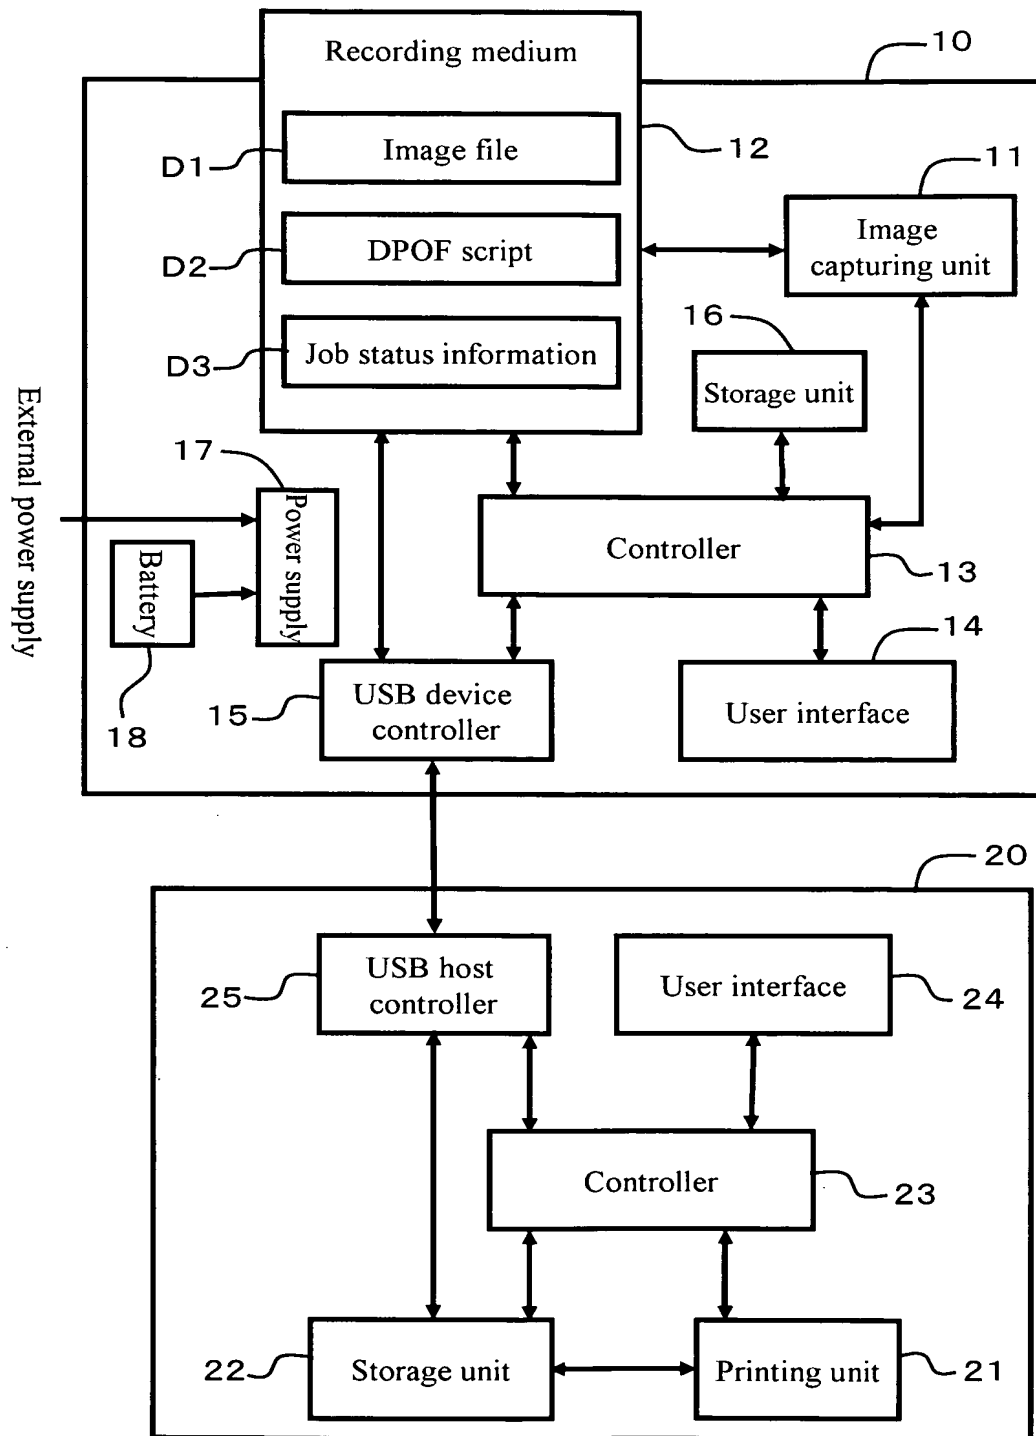 Recording medium
10
D1
Image file
12
11
D2
DPOF script
Image
capturing unit
16
D3
Job status information
Storage unit
External power supply
17
Power supply
Battery
Controller
13
14
18
15
USB device
controller
User interface
20
25
USB host
controller
User interface
24
Controller
23
22
Storage unit
Printing unit
21